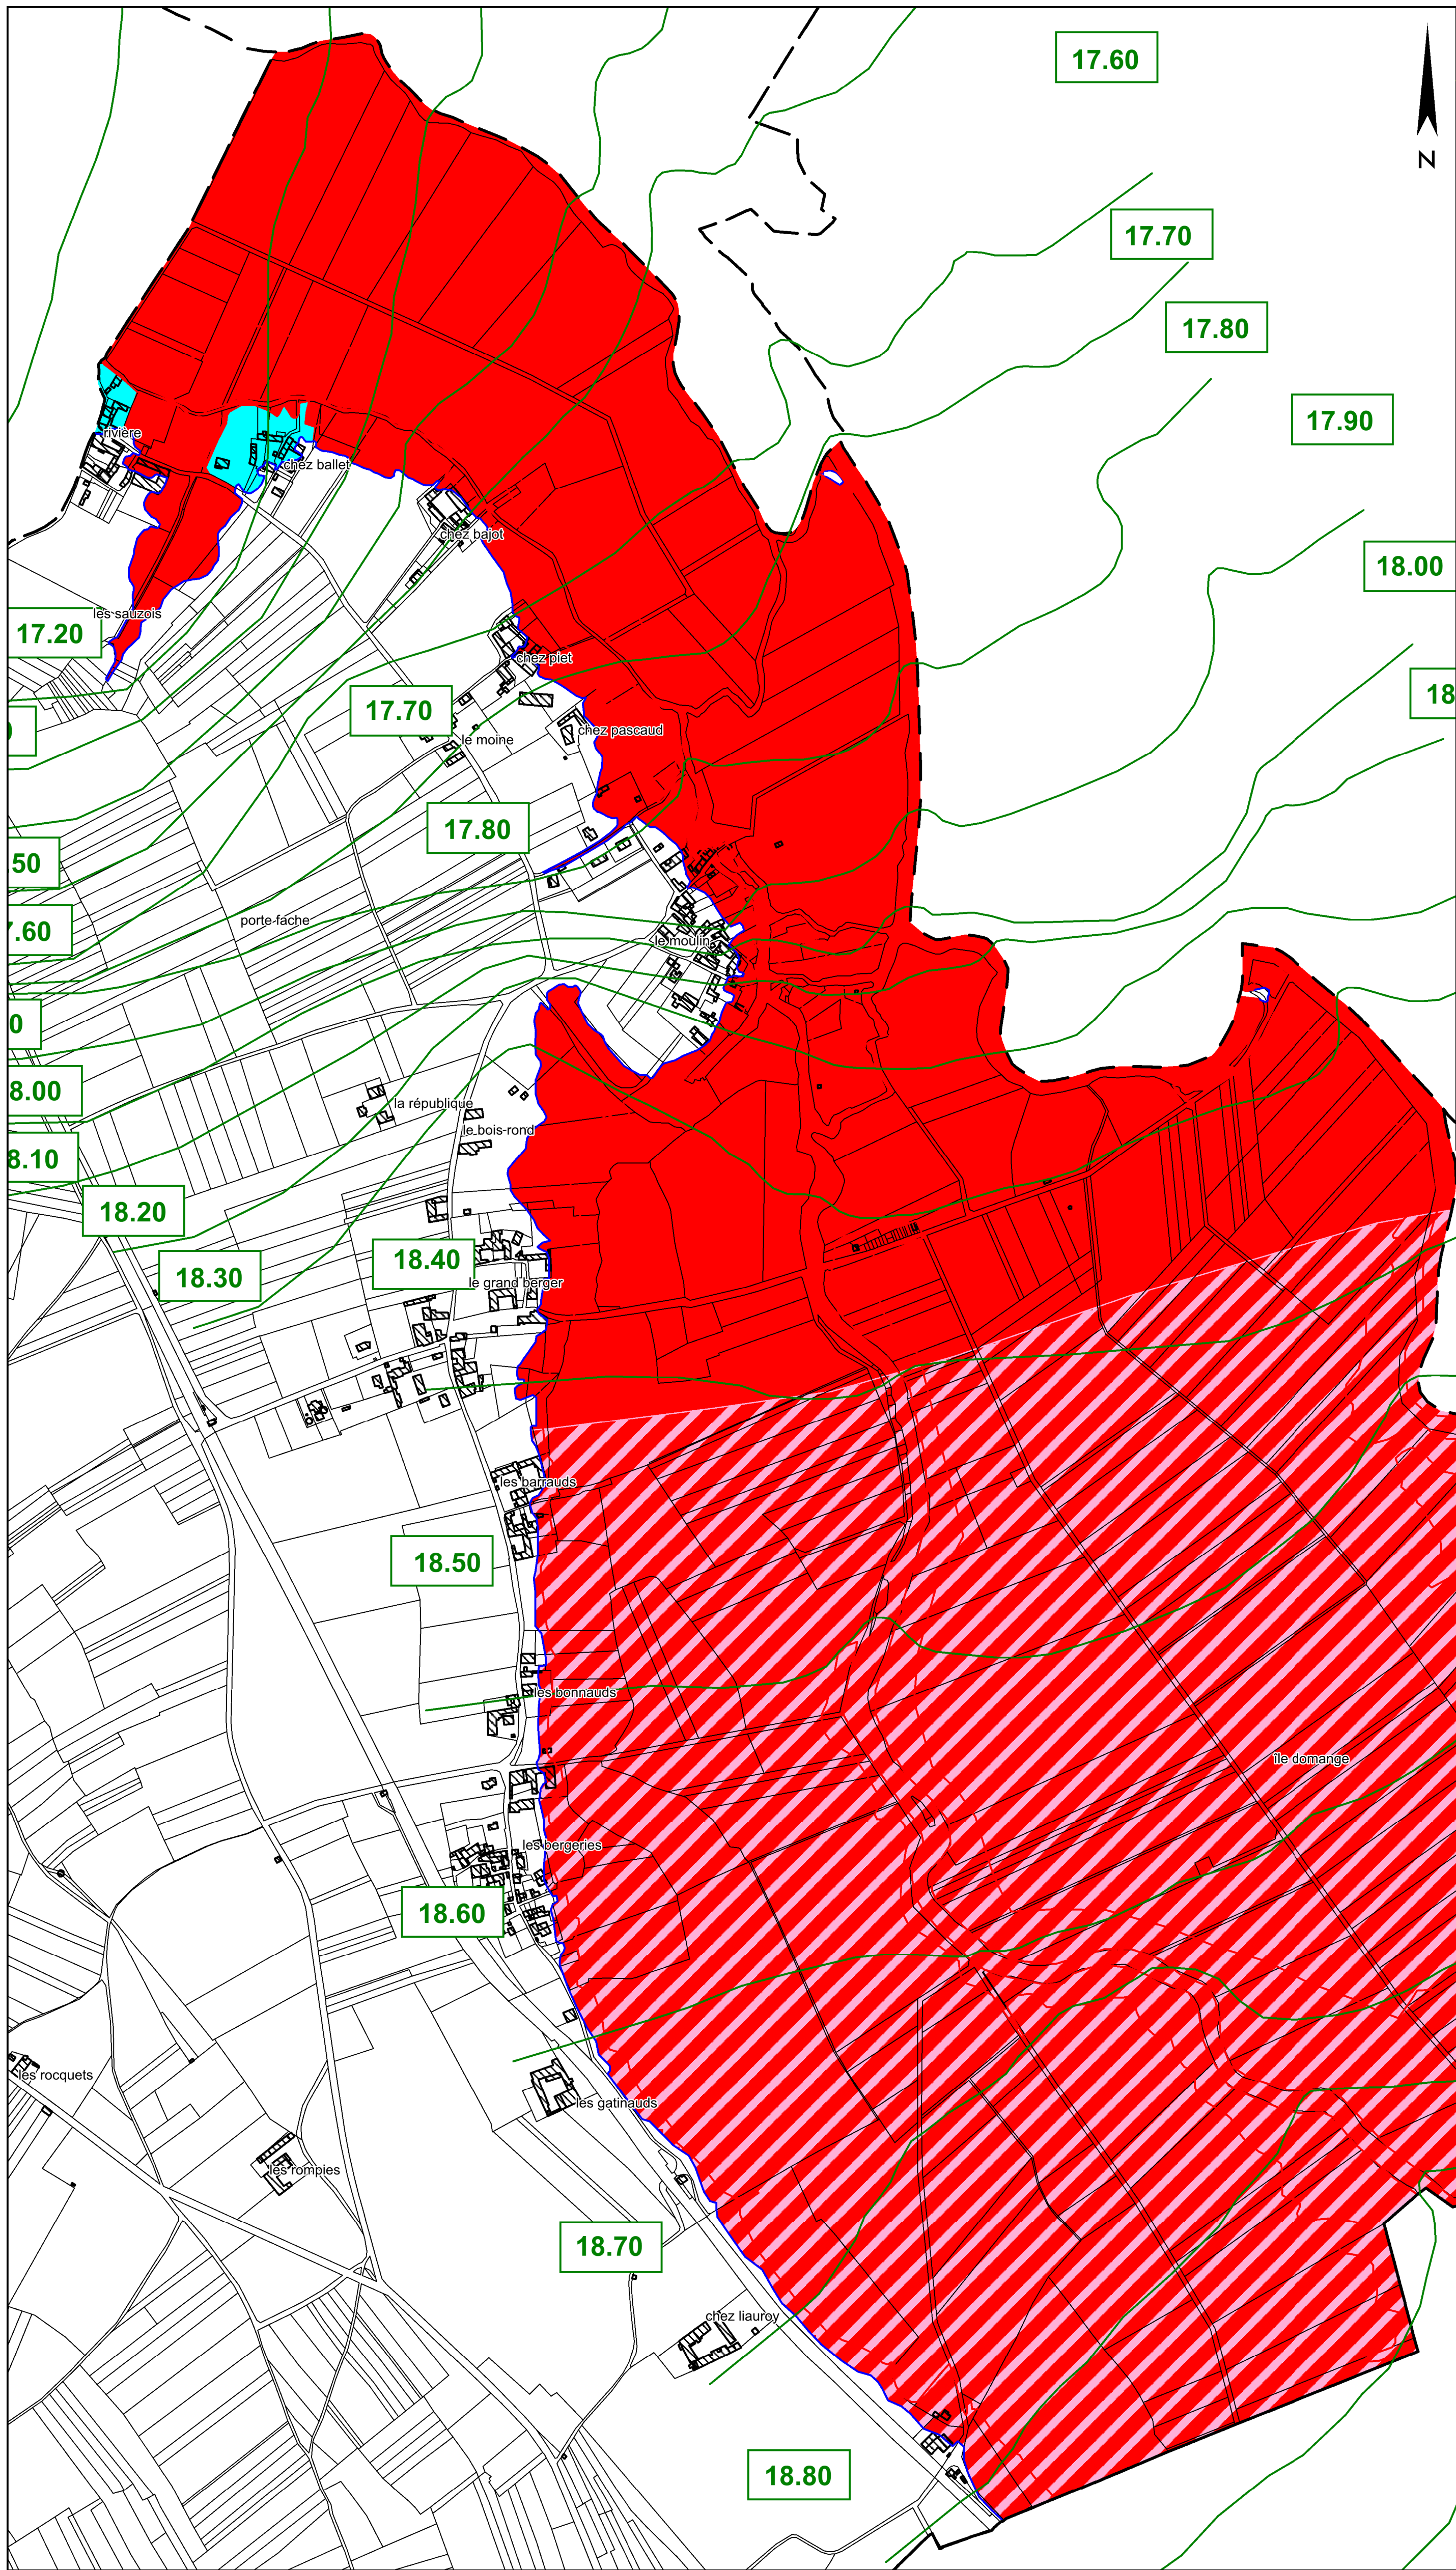 17.60
N
17.70
17.80
17.90
rivière
chez ballet
chez bajot
18.00
les sauzois
17.20
chez piet
18
17.70
chez pascaud
le moine
17.80
.50
porte-fache
7.60
le moulin
0
8.00
la république
le bois-rond
8.10
18.20
18.40
18.30
le grand berger
les barrauds
18.50
les bonnauds
île domange
les bergeries
18.60
les rocquets
les gatinauds
les rompies
18.70
chez liauroy
18.80